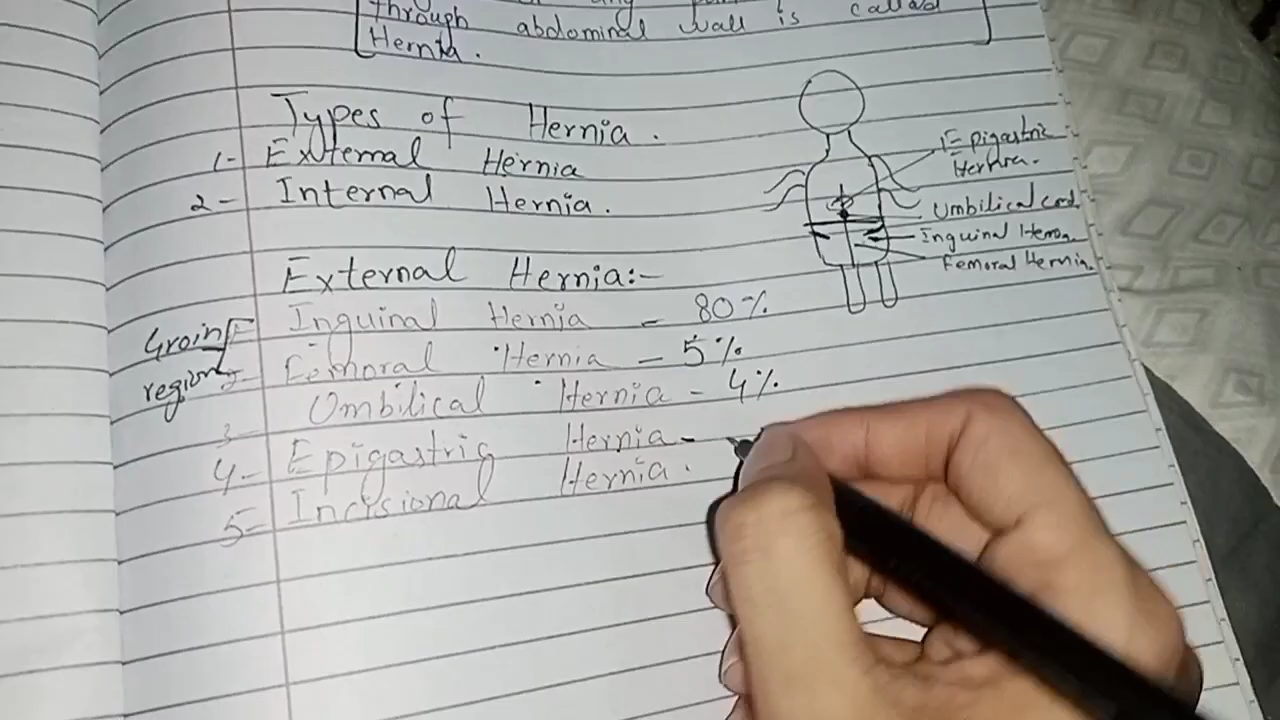 through abdominal wall is called
Hernia.
Types of Hernia.
1- External Hernia
2- Internal Hernia.
Epigastric
Hernia.
Umbilical cord
Inguinal Hernia
Femoral Hernia
External Hernia:-
Groin
region
Inguinal Hernia - 80%
2- Femoral Hernia - 5%
3- Umbilical Hernia - 4%
4- Epigastric Hernia -
5- Incisional Hernia.